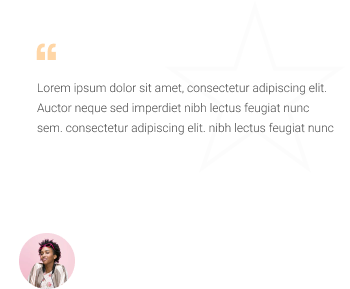 “
Lorem ipsum dolor sit amet, consectetur adipiscing elit.
Auctor neque sed imperdiet nibh lectus feugiat nunc
sem. consectetur adipiscing elit. nibh lectus feugiat nunc